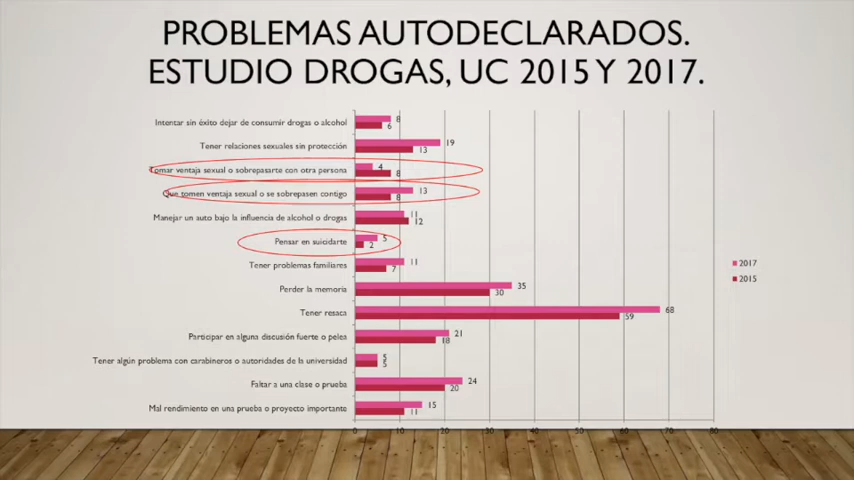 PROBLEMAS AUTODECLARADOS.
ESTUDIO DROGAS, UC 2015 Y 2017.
Intentar sin éxito dejar de consumir drogas o alcohol 8 6
Tener relaciones sexuales sin protección 19 13
Tomar ventaja sexual o sobrepasarte con otra persona 4 8
Que tomen ventaja sexual o se sobrepasen contigo 13 8
Manejar un auto bajo la influencia de alcohol o drogas 11 12
Pensar en suicidarte 5 2
Tener problemas familiares 11 7
Perder la memoria 35 30
Tener resaca 68 59
Participar en alguna discusión fuerte o pelea 21 18
Tener algún problema con carabineros o autoridades de la universidad 5 5
Faltar a una clase o prueba 24 20
Mal rendimiento en una prueba o proyecto importante 15 11
0 10 20 30 40 50 60 70 80
2017
2015